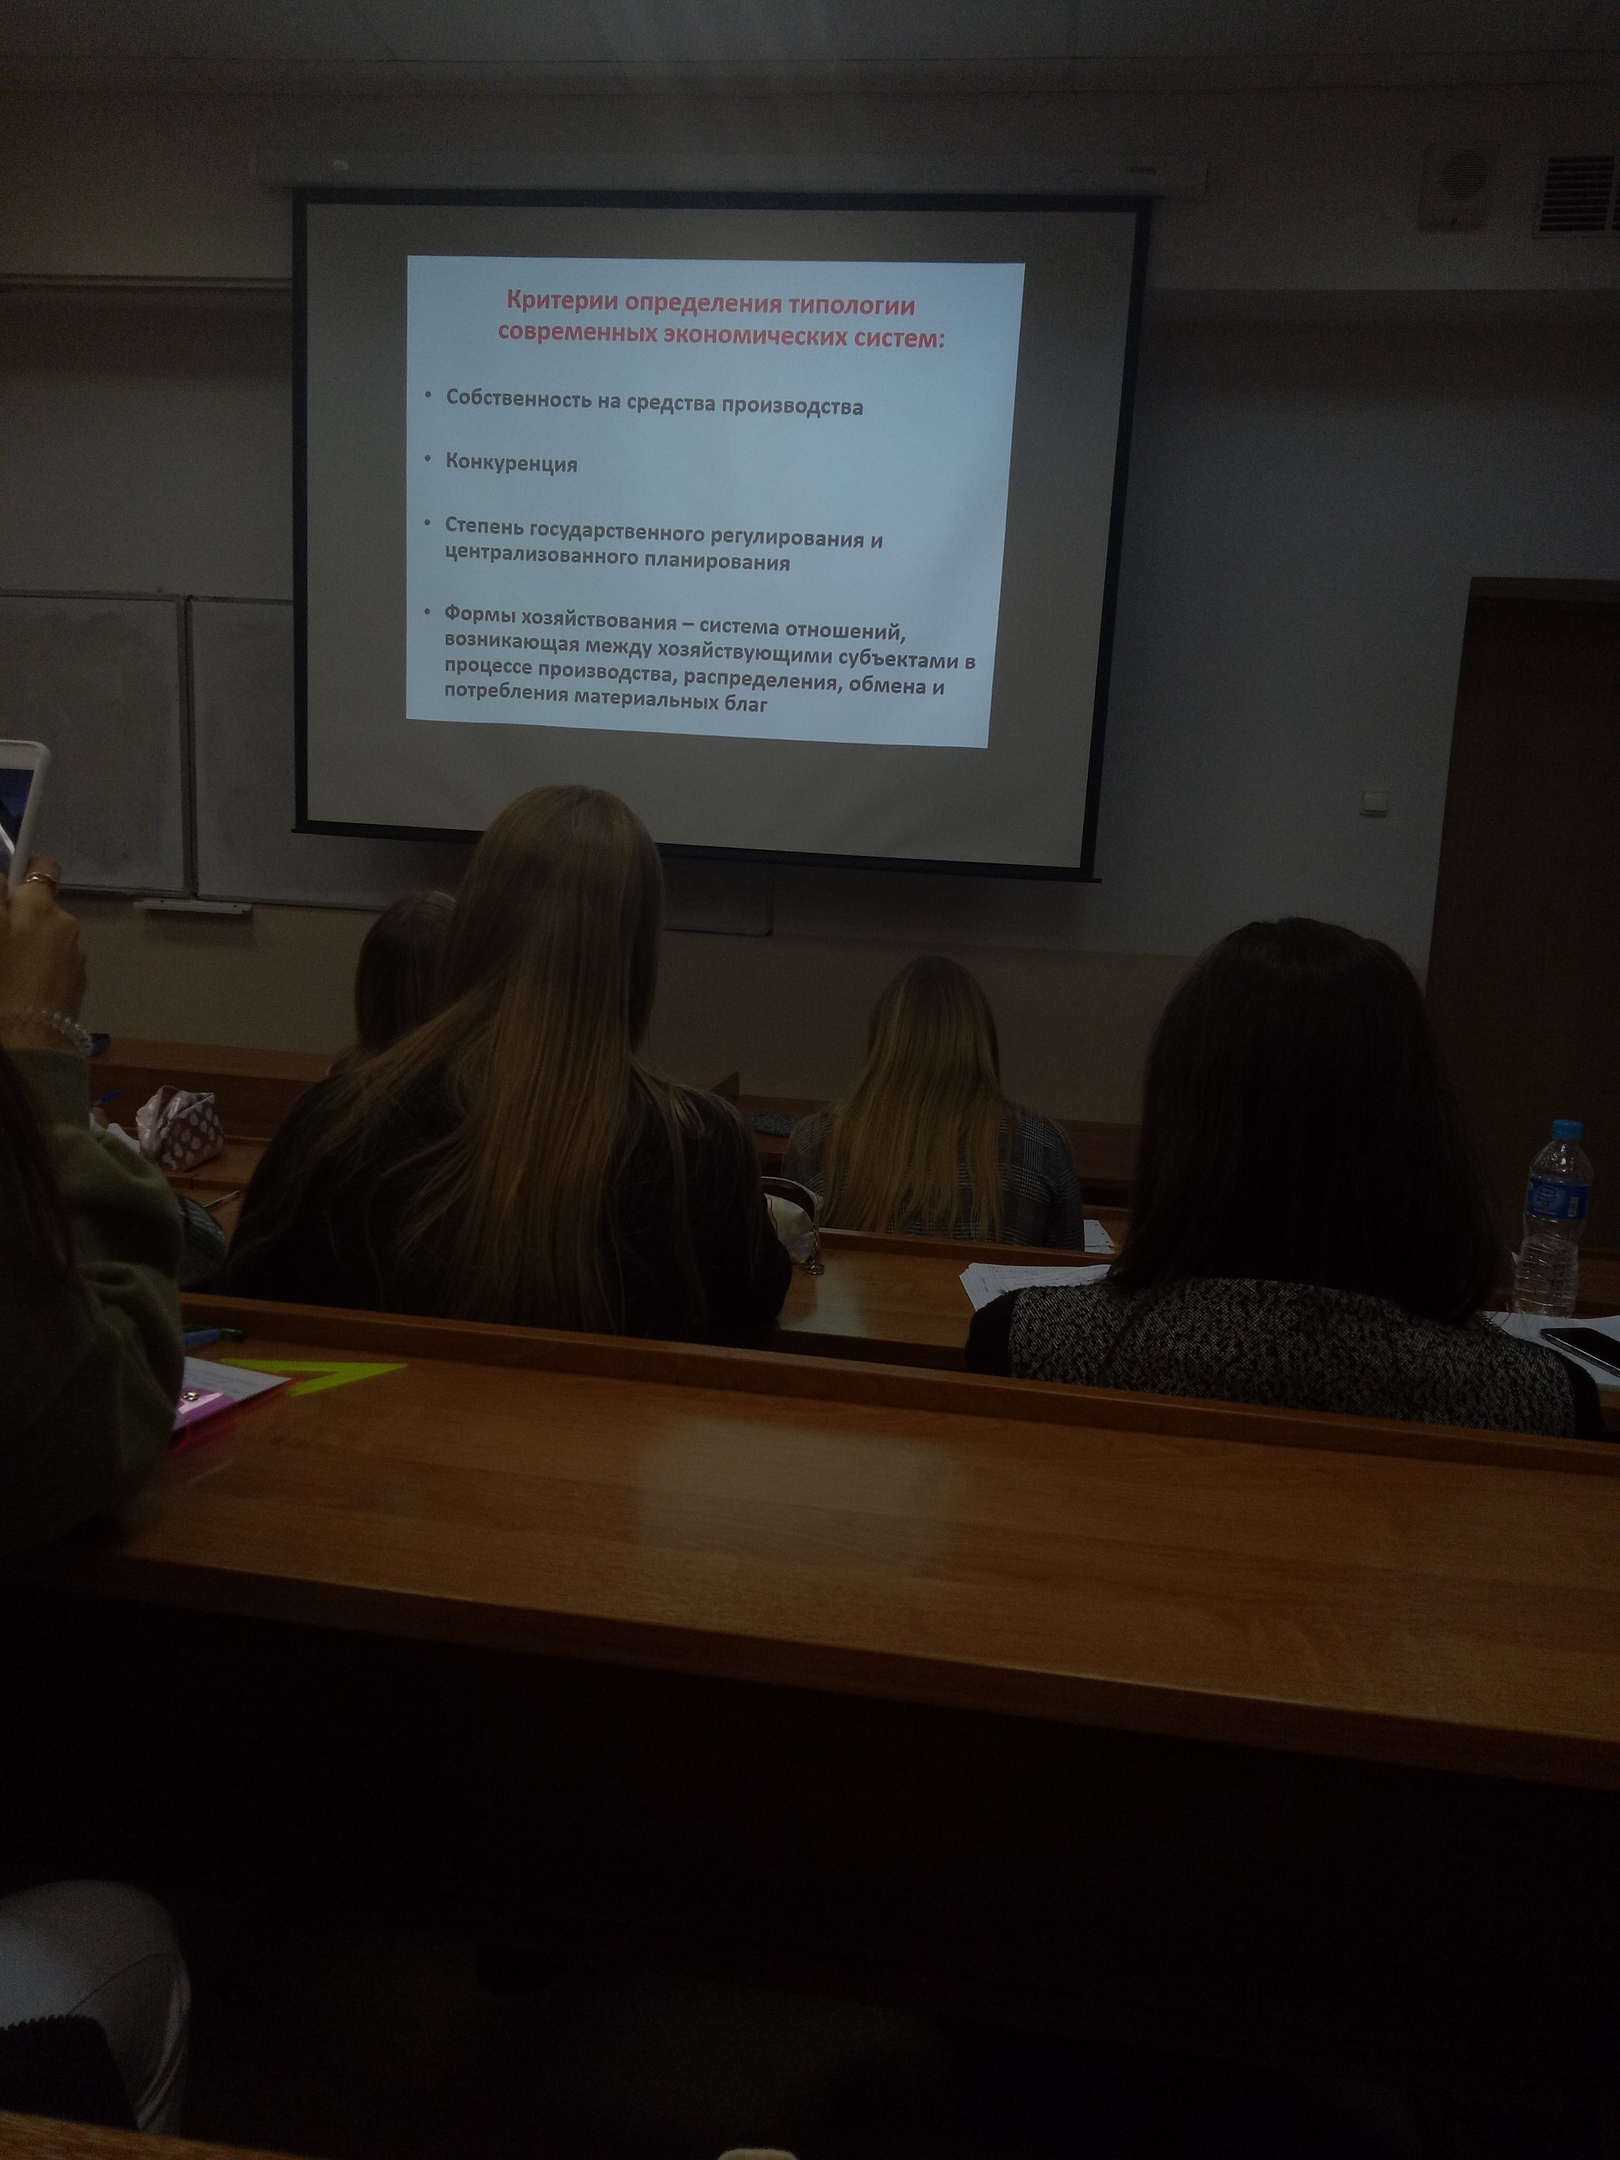 Критерии определения типологии
современных экономических систем:
• Собственность на средства производства
• Конкуренция
• Степень государственного регулирования и
централизованного планирования
• Формы хозяйствования – система отношений,
возникающая между хозяйствующими субъектами в
процессе производства, распределения, обмена и
потребления материальных благ